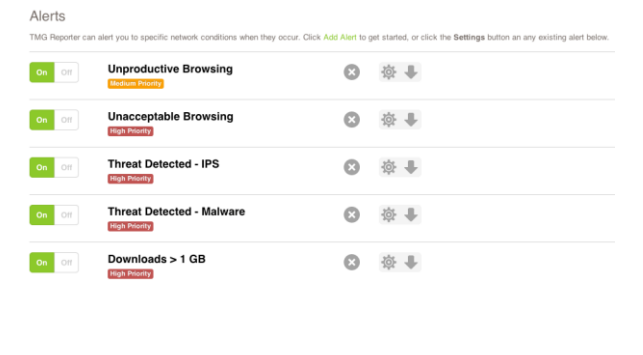 Alerts
TMG Reporter can alert you to specific network conditions when they occur. Click Add Alert to get started, or click the Settings button an any existing alert below.
On Off Unproductive Browsing
Medium Priority
On Off Unacceptable Browsing
High Priority
On Off Threat Detected - IPS
High Priority
On Off Threat Detected - Malware
High Priority
On Off Downloads > 1 GB
High Priority